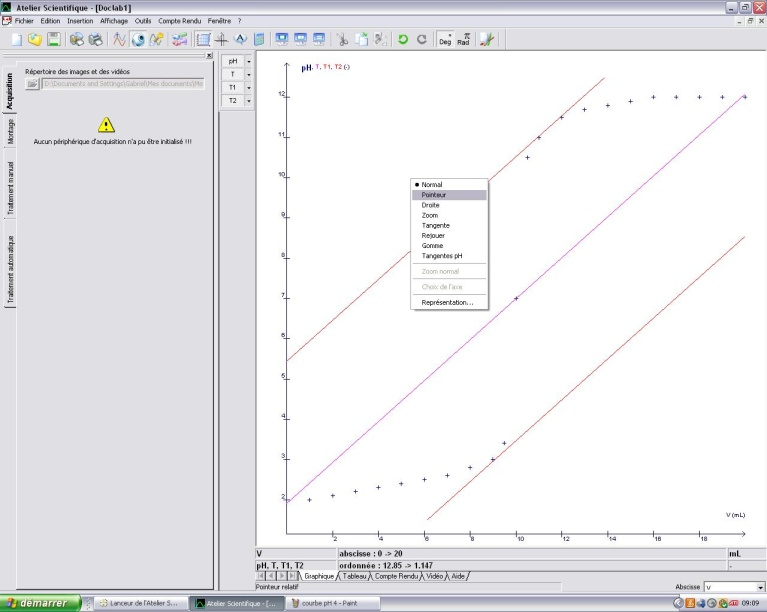 Atelier Scientifique - [Doclab1]
Fichier Edition Insertion Affichage Outils Compte Rendu Fenêtre ?
Deg Rad
π
Acquisition
Montage
Traitement manuel
Traitement automatique
Répertoire des images et des vidéos
D:\Documents and Settings\Gabriel\Mes documents\Me
Aucun périphérique d'acquisition n'a pu être initialisé !!!
pH
T
T1
T2
pH, T, T1, T2 (-)
12
11
10
9
8
7
6
5
4
3
2
2 4 6 8 10 12 14 16 18
V (mL)
Normal
Pointeur
Droite
Zoom
Tangente
Rejouer
Gomme
Tangentes pH
Zoom normal
Choix de l'axe
Représentation...
V abscisse : 0 -> 20 mL
pH, T, T1, T2 ordonnée : 12.85 -> 1.147 -
Graphique Tableau Compte Rendu Vidéo Aide
Pointeur relatif
Abscisse V
démarrer Lanceur de l'Atelier S... Atelier Scientifique - [... courbe pH 4 - Paint 09:09